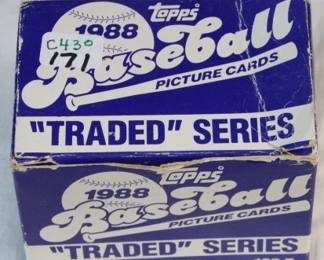 Topps
1988
C430
171
Baseball
PICTURE CARDS
"TRADED" SERIES
Topps
1988
Baseball
PICTURE CARDS
"TRADED" SERIES